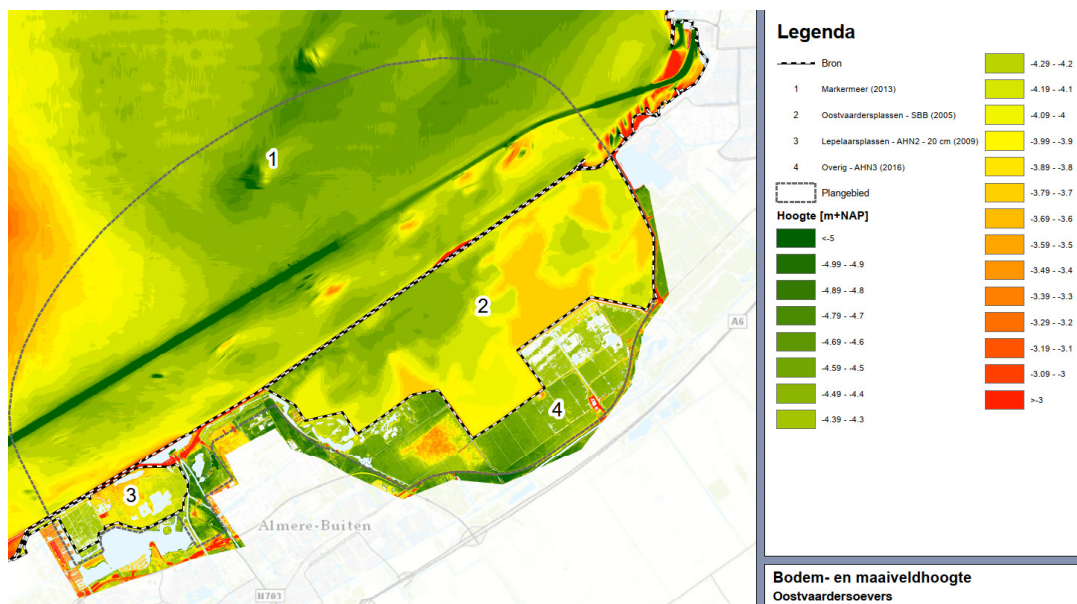 1
2
3
4
A6
Almere-Buiten
N703
Legenda
Bron
1 Markermeer (2013)
2 Oostvaardersplassen - SBB (2005)
3 Lepelaarsplassen - AHN2 - 20 cm (2009)
4 Overig - AHN3 (2016)
Plangebied
Hoogte [m+NAP]
<-5
-4.99 - -4.9
-4.89 - -4.8
-4.79 - -4.7
-4.69 - -4.6
-4.59 - -4.5
-4.49 - -4.4
-4.39 - -4.3
-4.29 - -4.2
-4.19 - -4.1
-4.09 - -4
-3.99 - -3.9
-3.89 - -3.8
-3.79 - -3.7
-3.69 - -3.6
-3.59 - -3.5
-3.49 - -3.4
-3.39 - -3.3
-3.29 - -3.2
-3.19 - -3.1
-3.09 - -3
>-3
Bodem- en maaiveldhoogte
Oostvaardersoevers